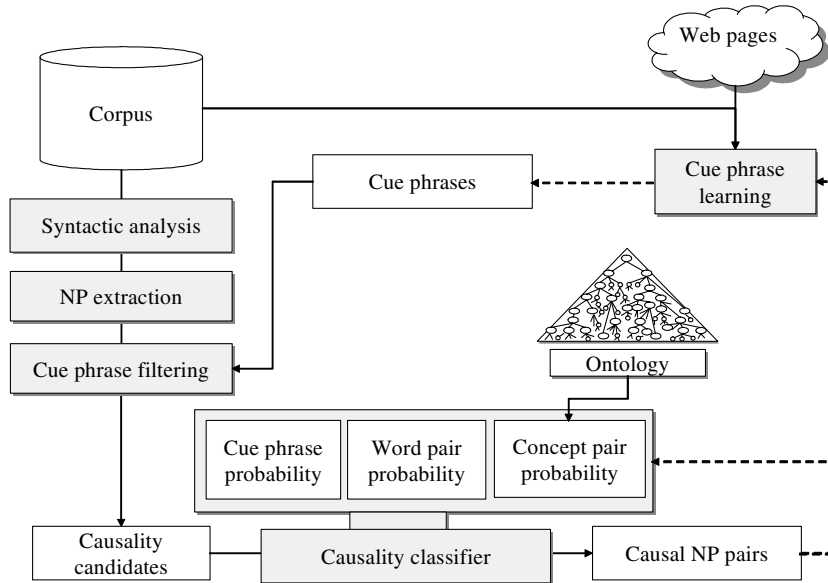 Web pages
Corpus
Cue phrases
Cue phrase
learning
Syntactic analysis
NP extraction
Cue phrase filtering
Ontology
Cue phrase
probability
Word pair
probability
Concept pair
probability
Causality
candidates
Causality classifier
Causal NP pairs